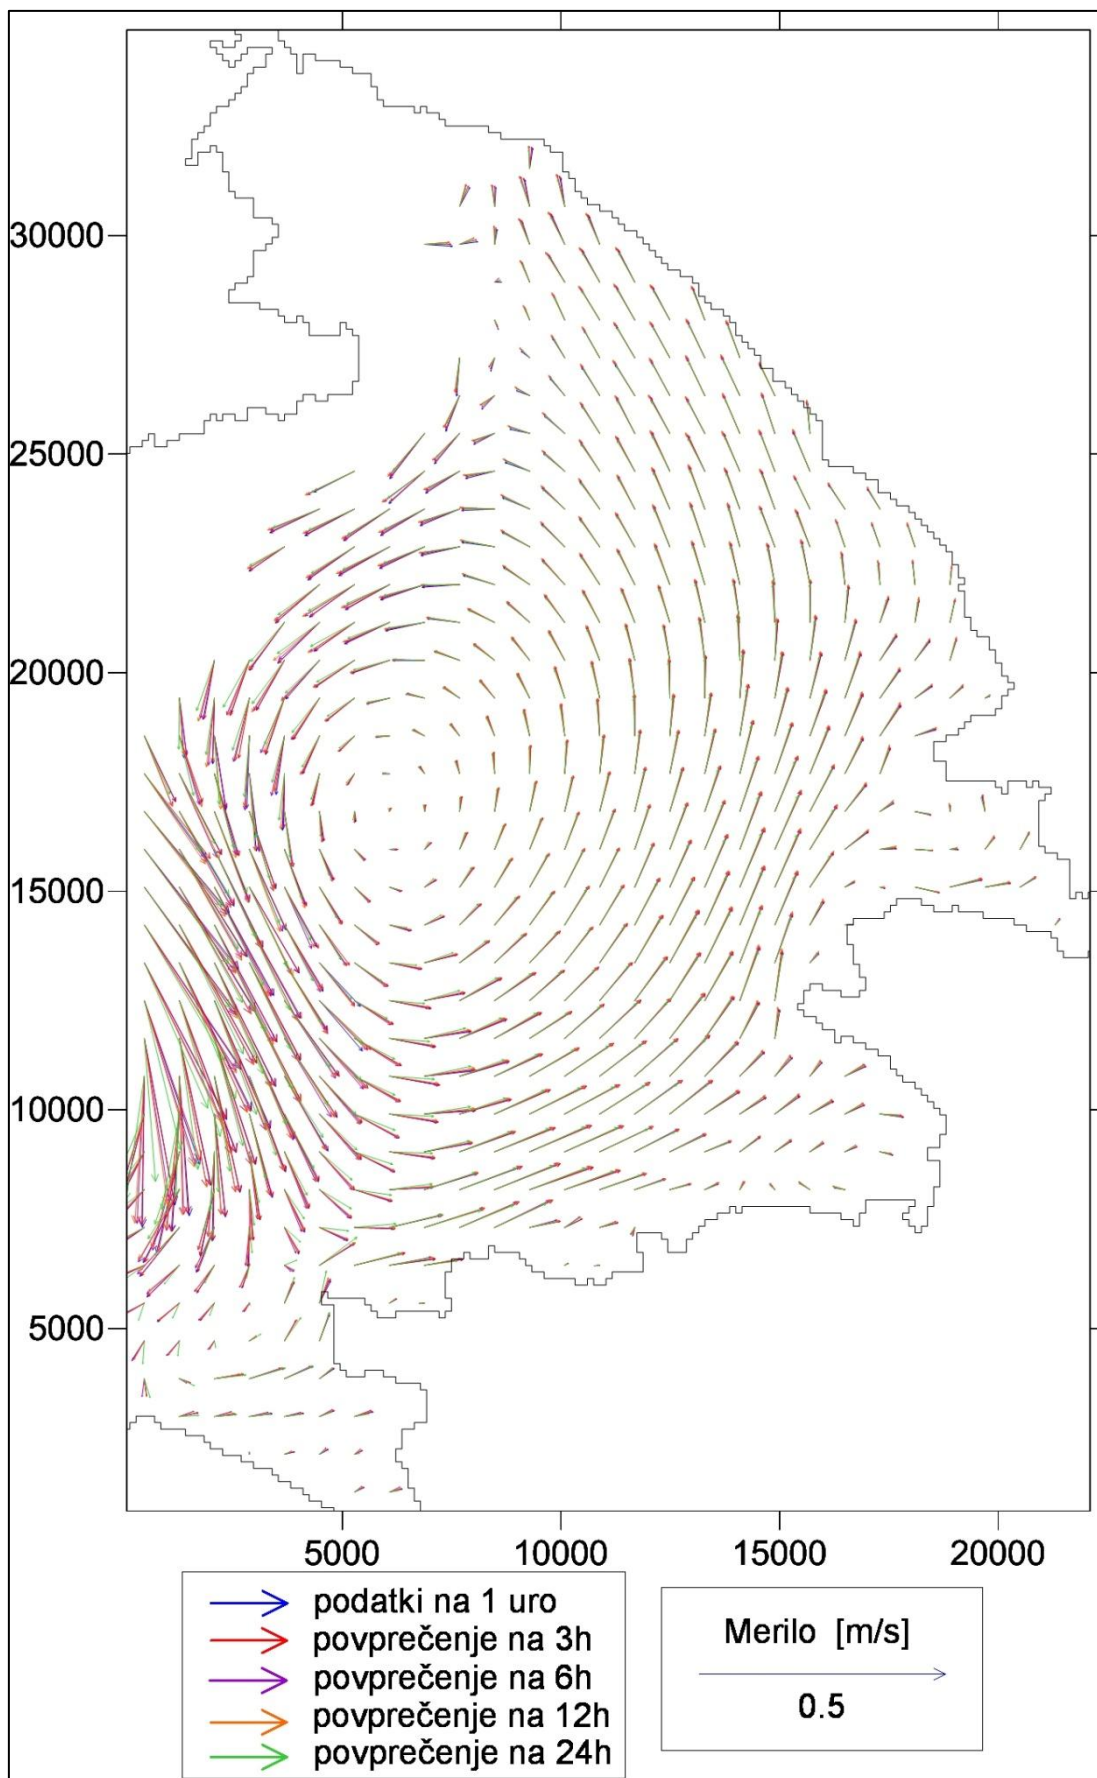 30000
25000
20000
15000
10000
5000
5000 10000 15000 20000
podatki na 1 uro
povprečenje na 3h
povprečenje na 6h
povprečenje na 12h
povprečenje na 24h
Merilo [m/s]
0.5